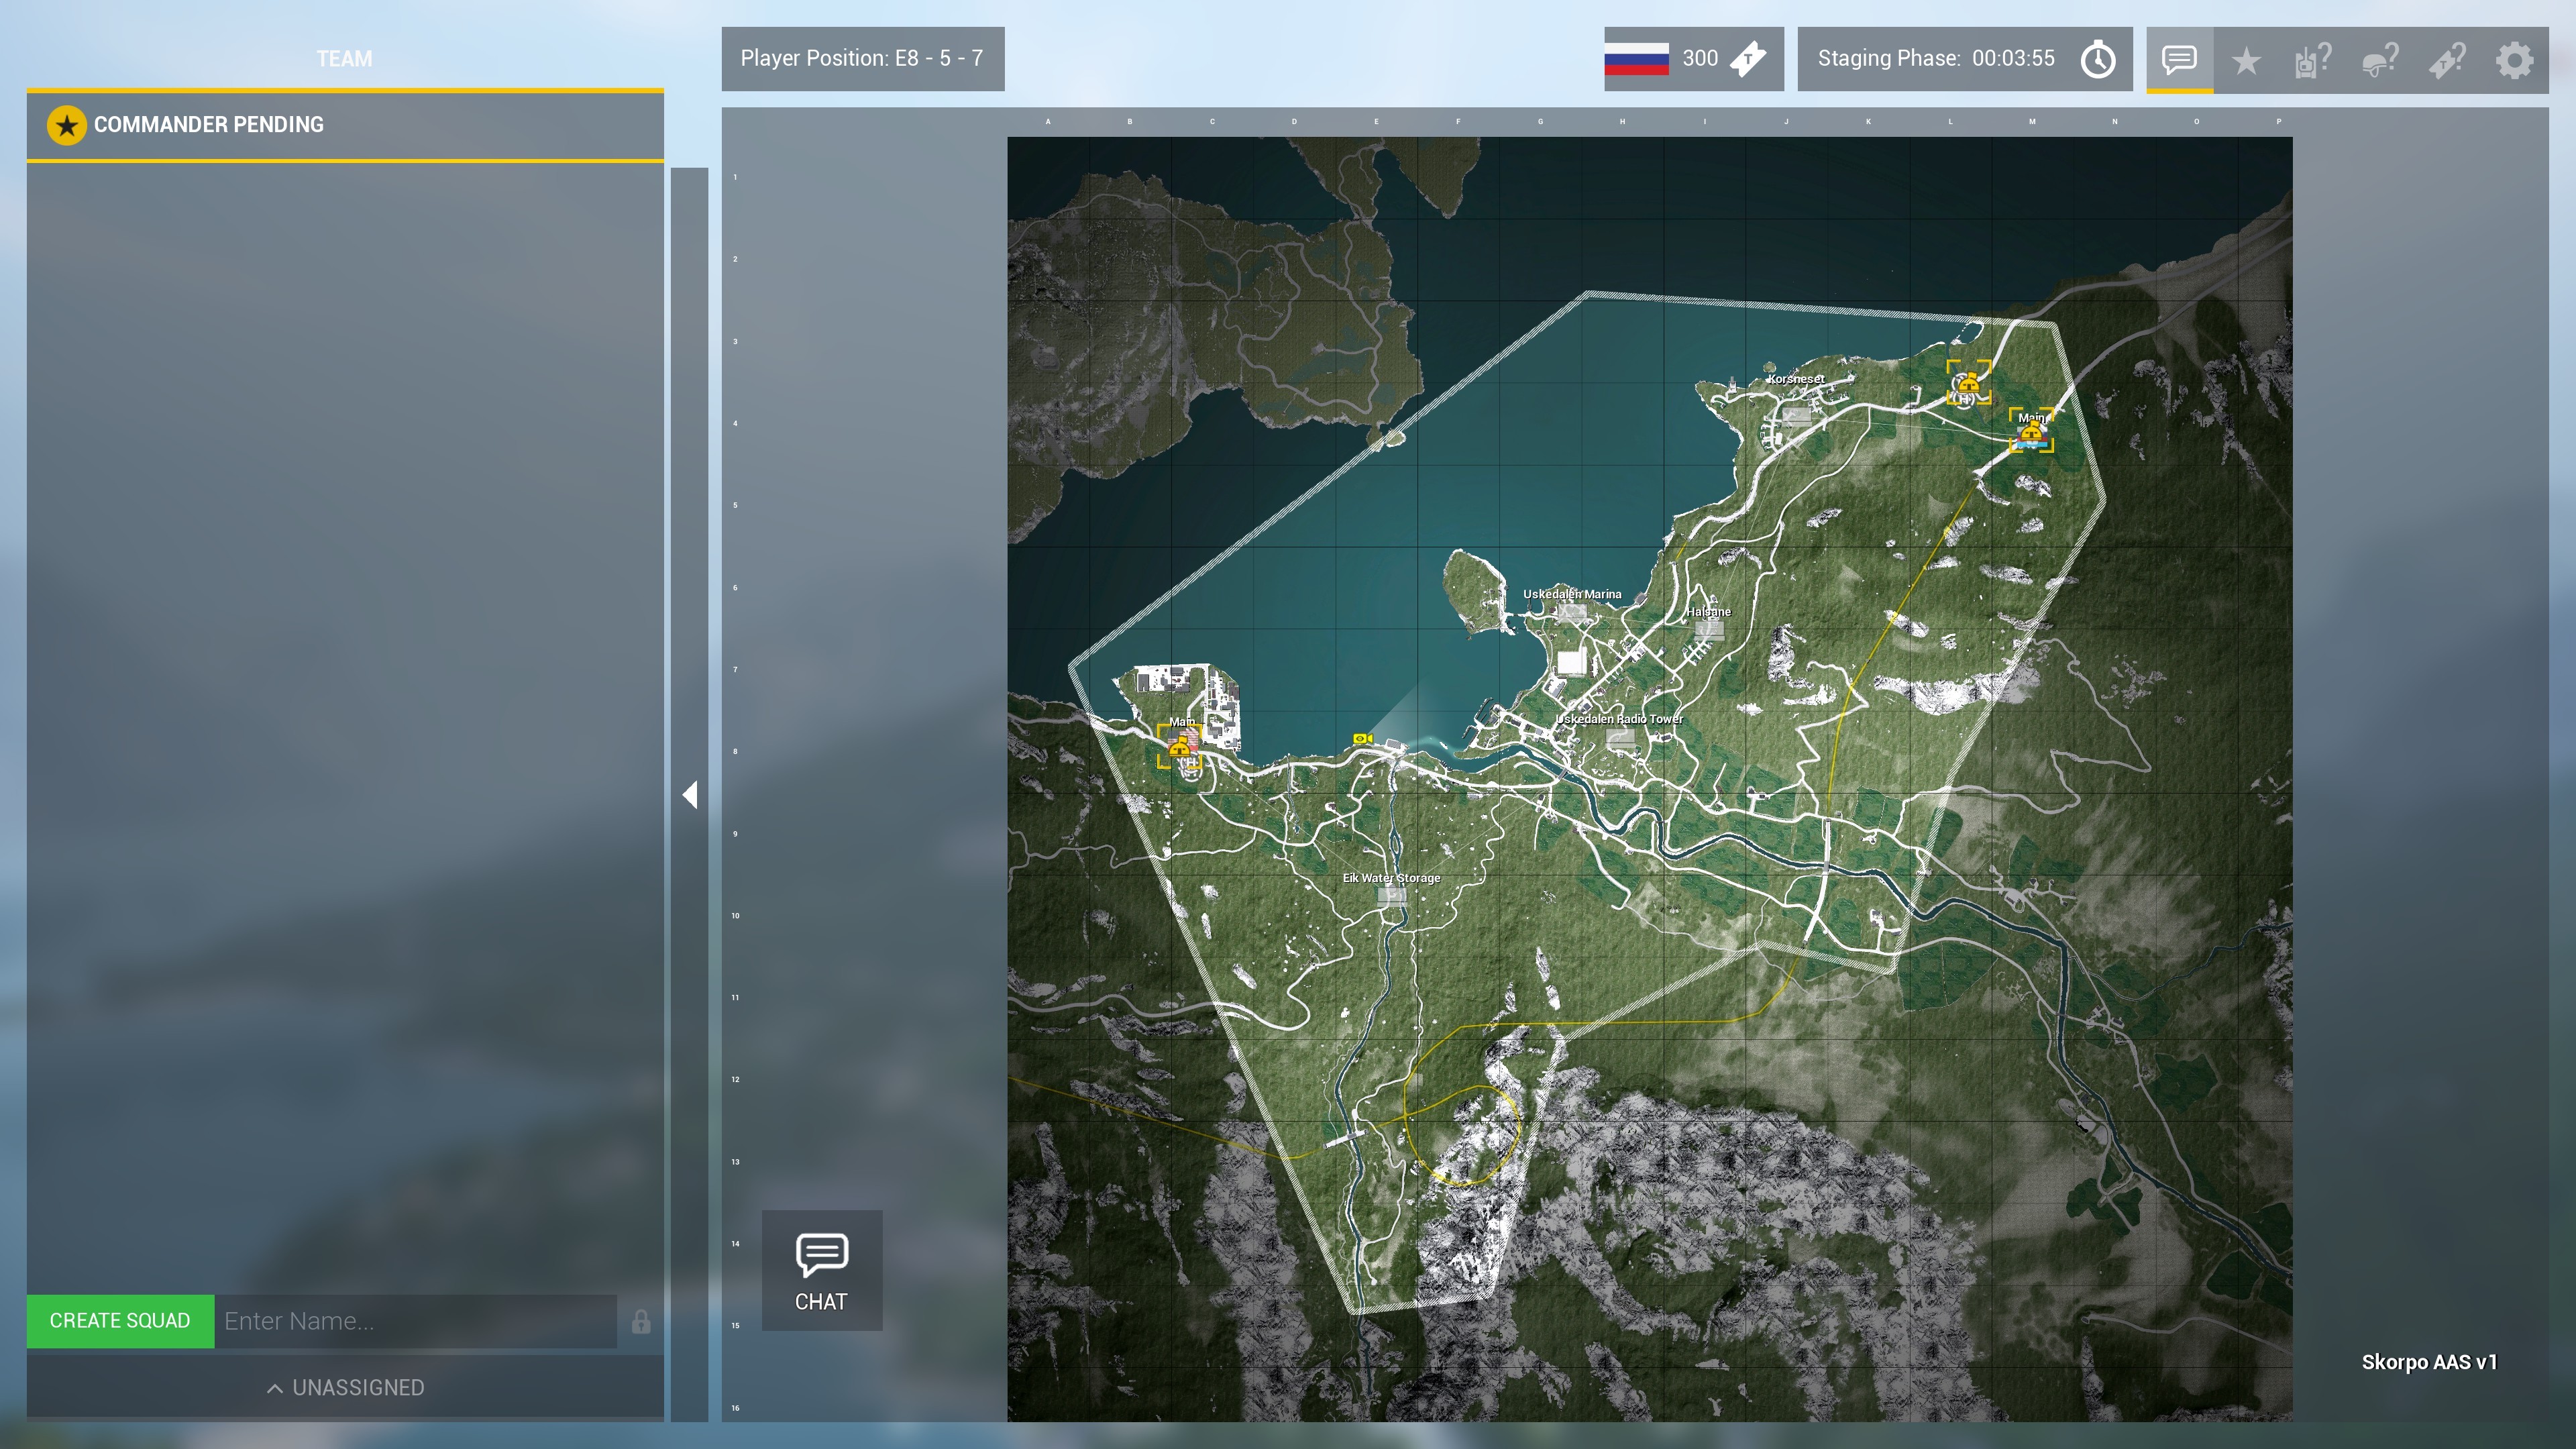 TEAM
Player Position: E8 - 5 - 7
300
Staging Phase: 00:03:55
COMMANDER PENDING
A B C D E F G H I J K L M N O P
1
2
3
Korsneset
4
Main
5
6
Uskedalen Marina
Halsane
7
Uskedalen Radio Tower
Main
8
9
Eik Water Storage
10
11
12
13
14
CHAT
15
CREATE SQUAD
Enter Name...
Skorpo AAS v1
UNASSIGNED
16